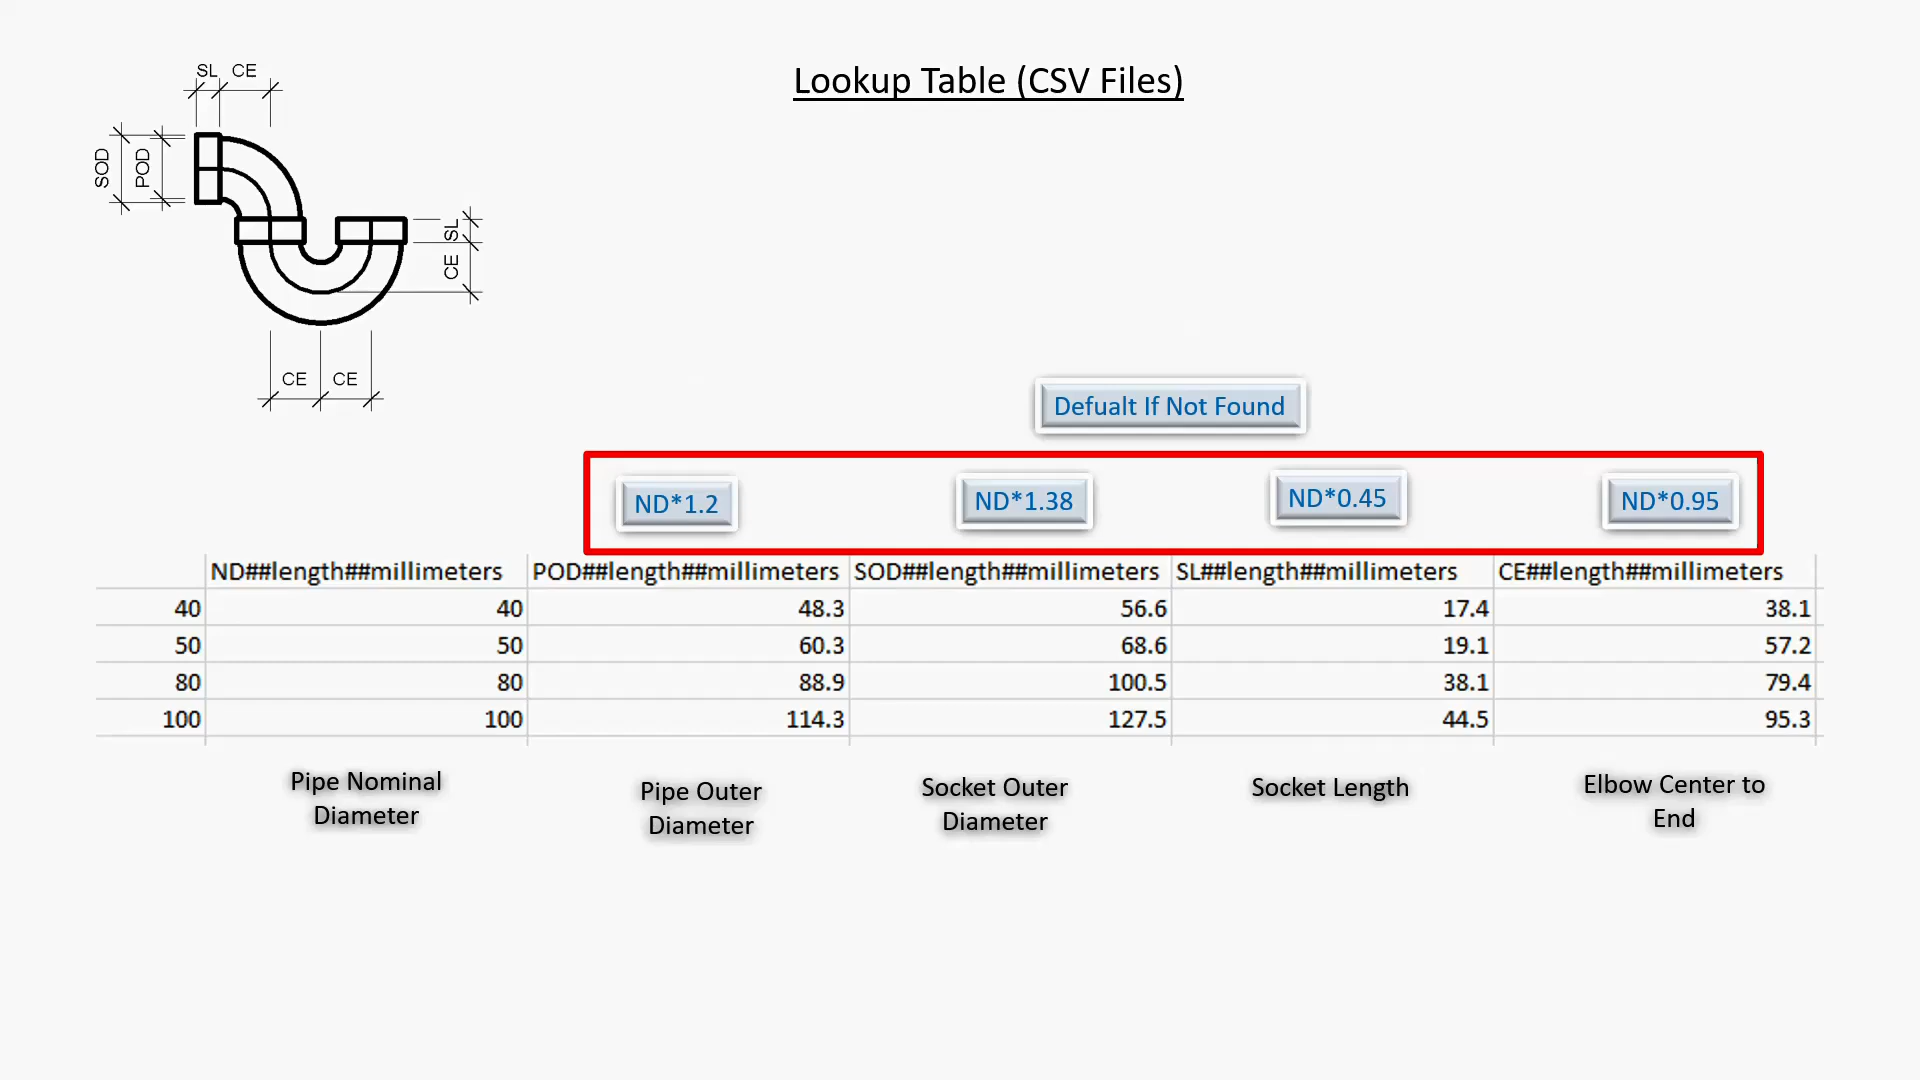 Lookup Table (CSV Files)
SL CE
SOD
POD
SL
CE
CE CE
Defualt If Not Found
ND*1.2 ND*1.38 ND*0.45 ND*0.95
ND##length##millimeters POD##length##millimeters SOD##length##millimeters SL##length##millimeters CE##length##millimeters
40 40 48.3 56.6 17.4 38.1
50 50 60.3 68.6 19.1 57.2
80 80 88.9 100.5 38.1 79.4
100 100 114.3 127.5 44.5 95.3
Pipe Nominal
Diameter
Pipe Outer
Diameter
Socket Outer
Diameter
Socket Length
Elbow Center to
End